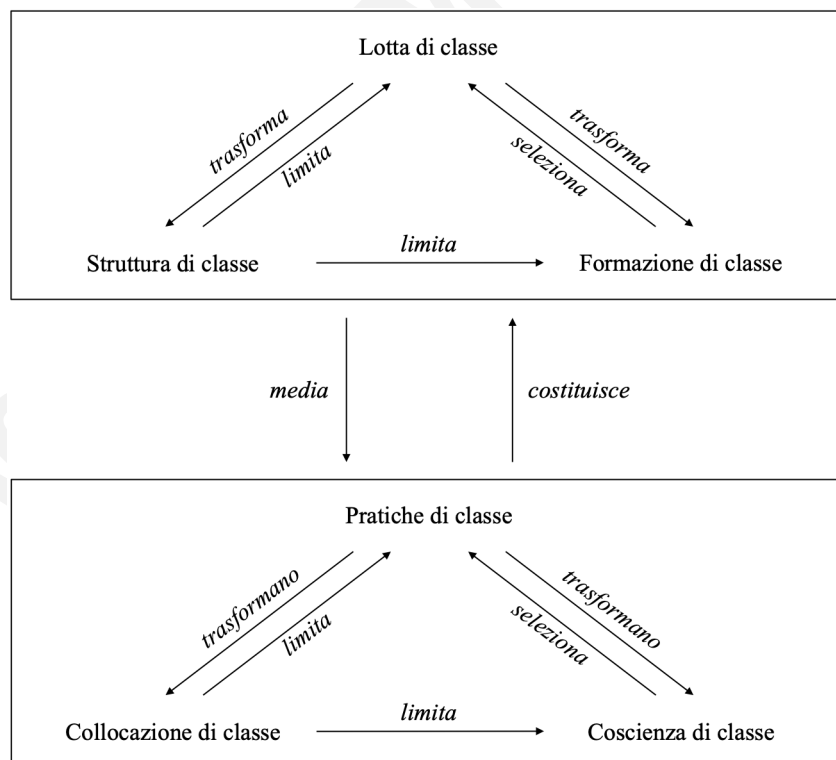 Lotta di classe
trasforma
limita
trasforma
seleziona
Struttura di classe
limita
Formazione di classe
media
costituisce
Pratiche di classe
trasformano
limita
trasformano
seleziona
Collocazione di classe
limita
Coscienza di classe